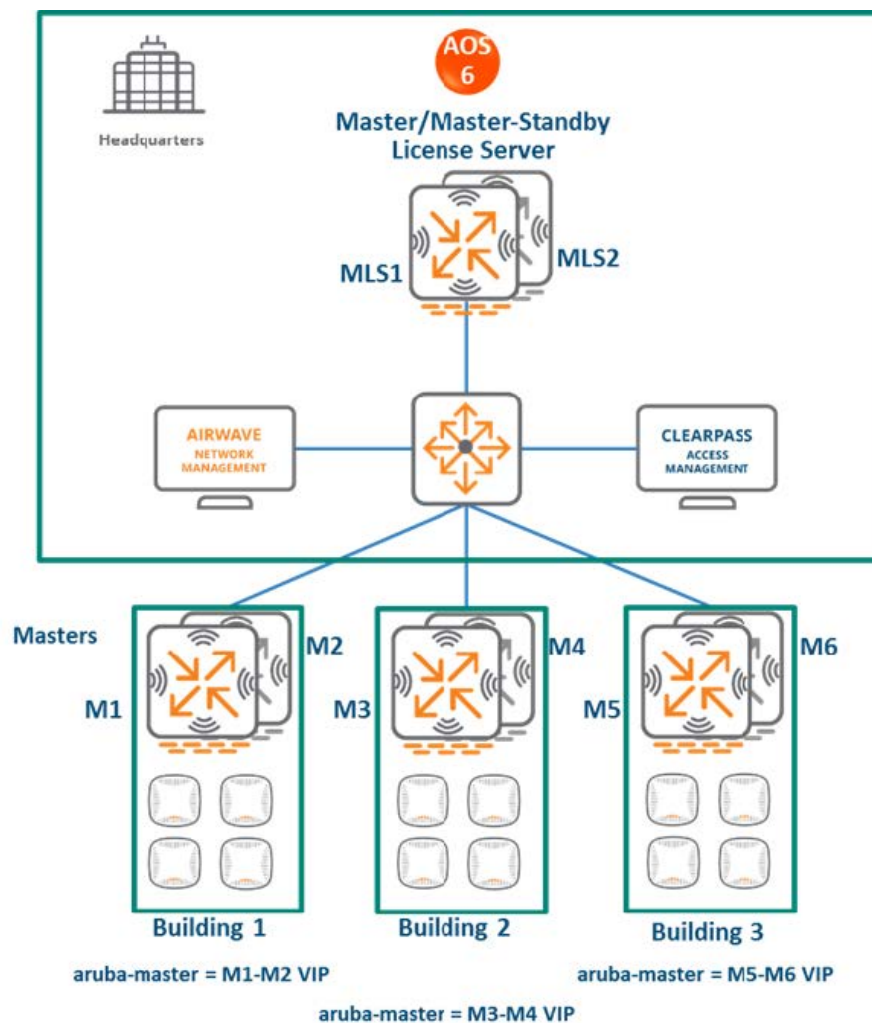 AOS
6
Headquarters
Master/Master-Standby
License Server
MLS1
MLS2
AIRWAVE
NETWORK
MANAGEMENT
CLEARPASS
ACCESS
MANAGEMENT
Masters
M2
M4
M6
M1
M3
M5
Building 1
Building 2
Building 3
aruba-master = M1-M2 VIP
aruba-master = M5-M6 VIP
aruba-master = M3-M4 VIP